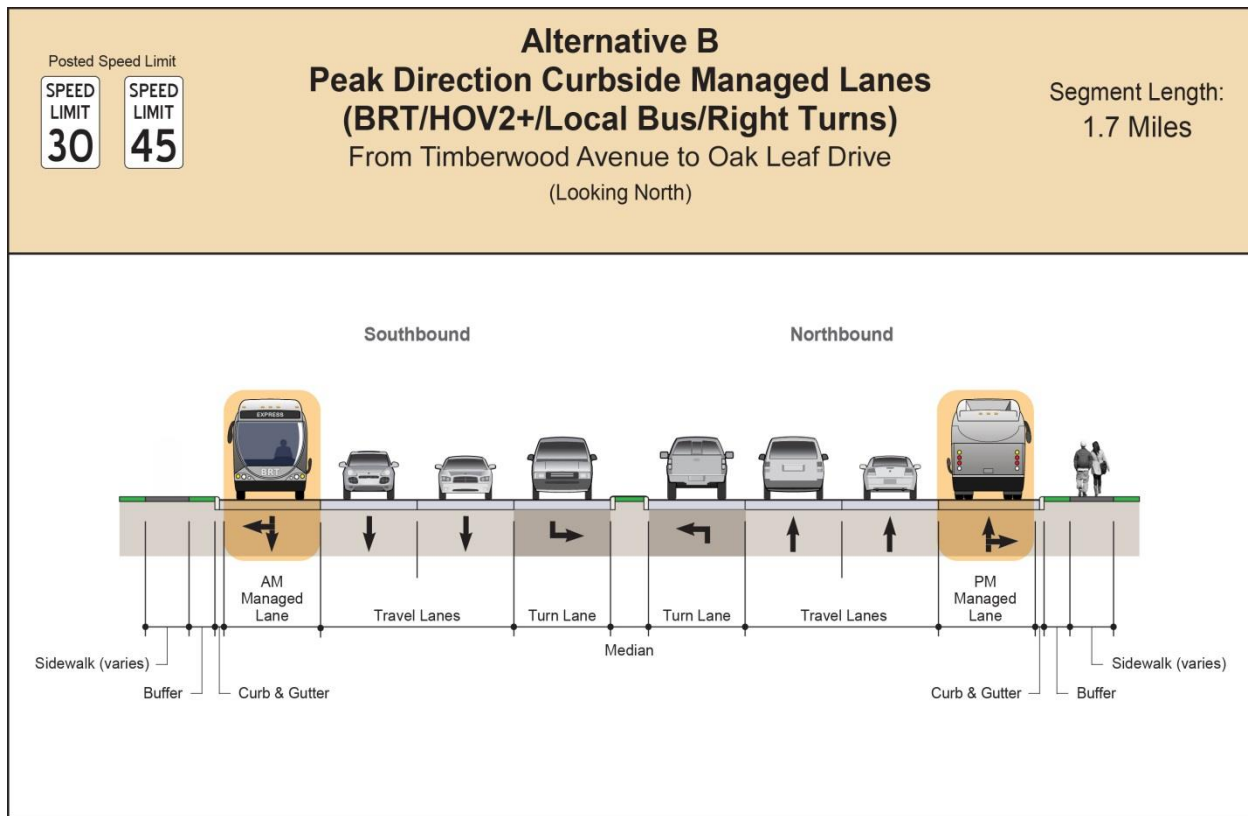 Posted Speed Limit
SPEED
LIMIT
30
SPEED
LIMIT
45
Alternative B
Peak Direction Curbside Managed Lanes
(BRT/HOV2+/Local Bus/Right Turns)
From Timberwood Avenue to Oak Leaf Drive
(Looking North)
Segment Length:
1.7 Miles
Southbound
Northbound
EXPRESS
BRT
AM
Managed
Lane
Travel Lanes
Turn Lane
Median
Turn Lane
Travel Lanes
PM
Managed
Lane
Sidewalk (varies)
Buffer
Curb & Gutter
Curb & Gutter
Buffer
Sidewalk (varies)